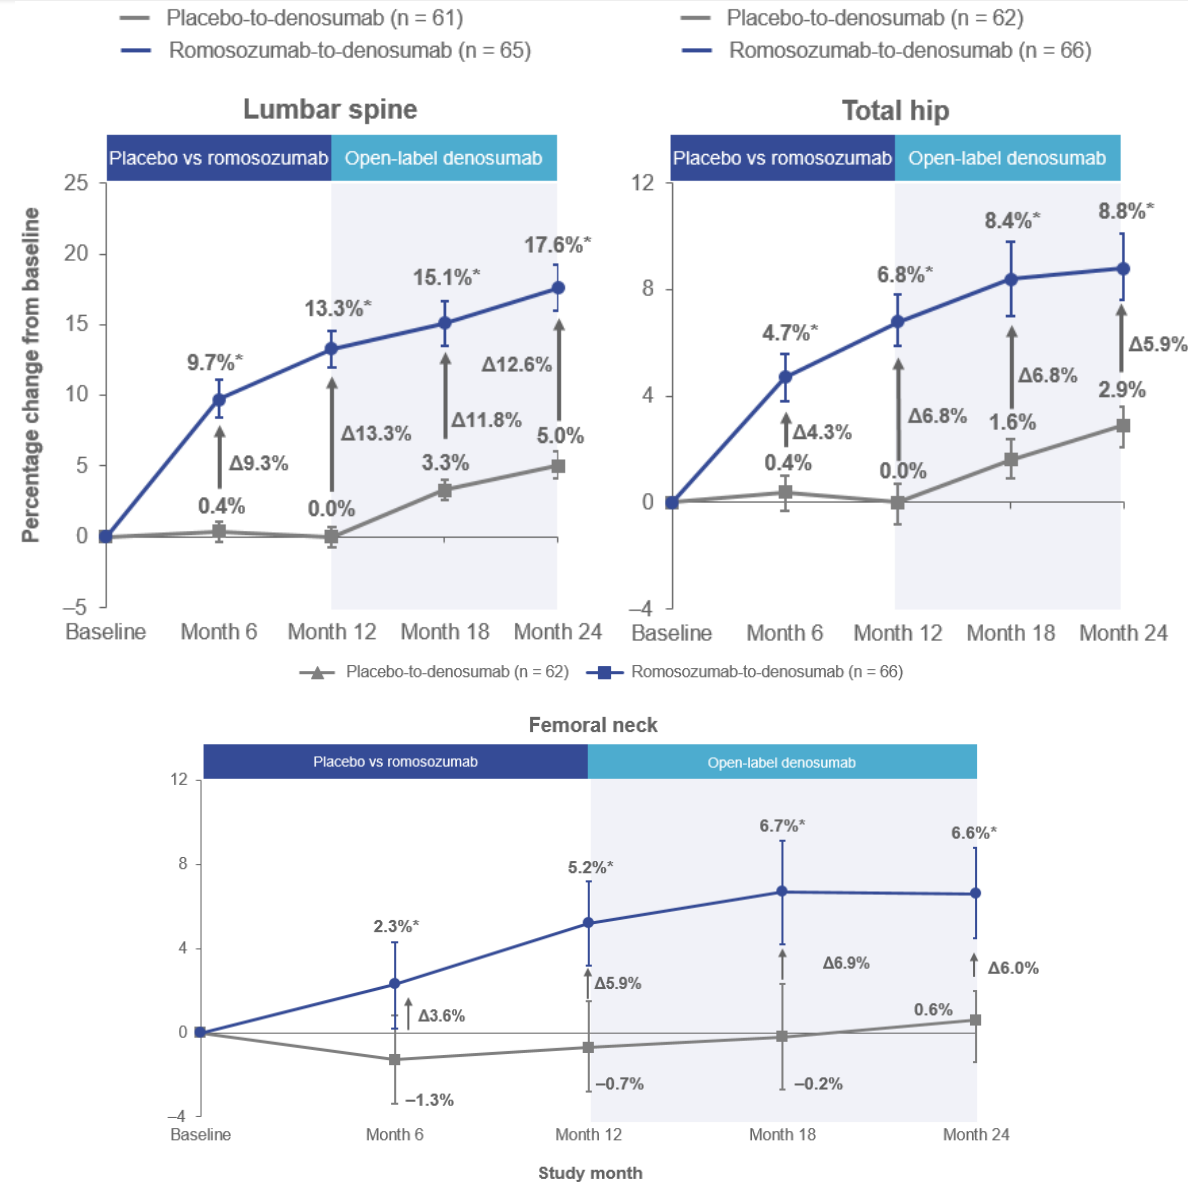 Placebo-to-denosumab (n = 61)
Romosozumab-to-denosumab (n = 65)
Placebo-to-denosumab (n = 62)
Romosozumab-to-denosumab (n = 66)
Lumbar spine
Placebo vs romosozumab
Open-label denosumab
Percentage change from baseline
25
20
15
10
5
0
–5
9.7%*
13.3%*
15.1%*
17.6%*
Δ9.3%
Δ13.3%
Δ11.8%
Δ12.6%
0.4%
0.0%
3.3%
5.0%
Baseline
Month 6
Month 12
Month 18
Month 24
Total hip
Placebo vs romosozumab
Open-label denosumab
12
8
4
0
–4
4.7%*
6.8%*
8.4%*
8.8%*
Δ4.3%
Δ6.8%
Δ6.8%
Δ5.9%
0.4%
0.0%
1.6%
2.9%
Baseline
Month 6
Month 12
Month 18
Month 24
Placebo-to-denosumab (n = 62)
Romosozumab-to-denosumab (n = 66)
Femoral neck
Placebo vs romosozumab
Open-label denosumab
12
8
4
0
–4
2.3%*
5.2%*
6.7%*
6.6%*
Δ3.6%
Δ5.9%
Δ6.9%
Δ6.0%
–1.3%
–0.7%
–0.2%
0.6%
Baseline
Month 6
Month 12
Month 18
Month 24
Study month